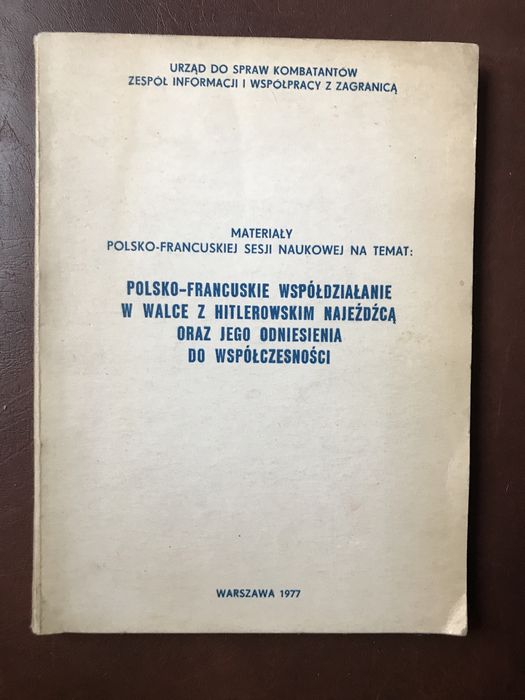 URZĄD DO SPRAW KOMBATANTÓW
ZESPÓŁ INFORMACJI I WSPÓŁPRACY Z ZAGRANICĄ
MATERIAŁY
POLSKO-FRANCUSKIEJ SESJI NAUKOWEJ NA TEMAT:
POLSKO-FRANCUSKIE WSPÓŁDZIAŁANIE
W WALCE Z HITLEROWSKIM NAJEŹDŹCĄ
ORAZ JEGO ODNIESIENIA
DO WSPÓŁCZESNOŚCI
WARSZAWA 1977